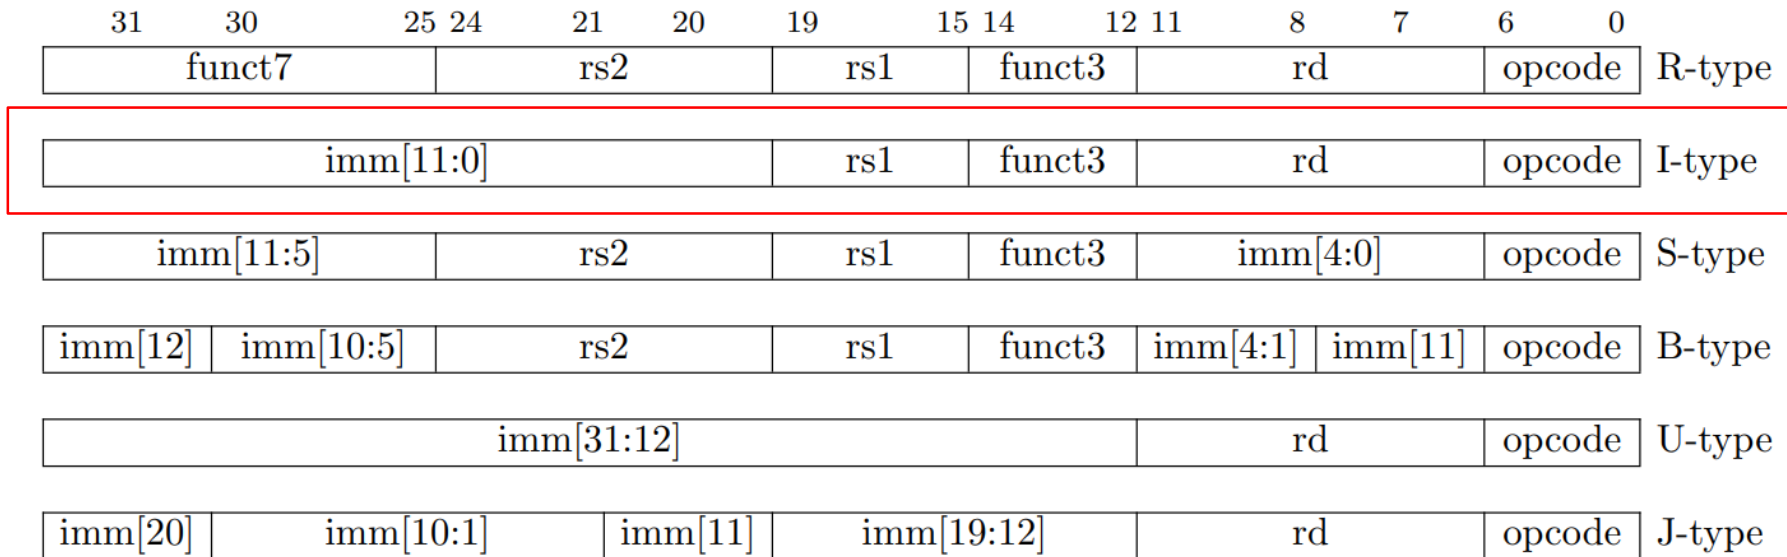 31 30 25 24 21 20 19 15 14 12 11 8 7 6 0
funct7 rs2 rs1 funct3 rd opcode R-type
imm[11:0] rs1 funct3 rd opcode I-type
imm[11:5] rs2 rs1 funct3 imm[4:0] opcode S-type
imm[12] imm[10:5] rs2 rs1 funct3 imm[4:1] imm[11] opcode B-type
imm[31:12] rd opcode U-type
imm[20] imm[10:1] imm[11] imm[19:12] rd opcode J-type